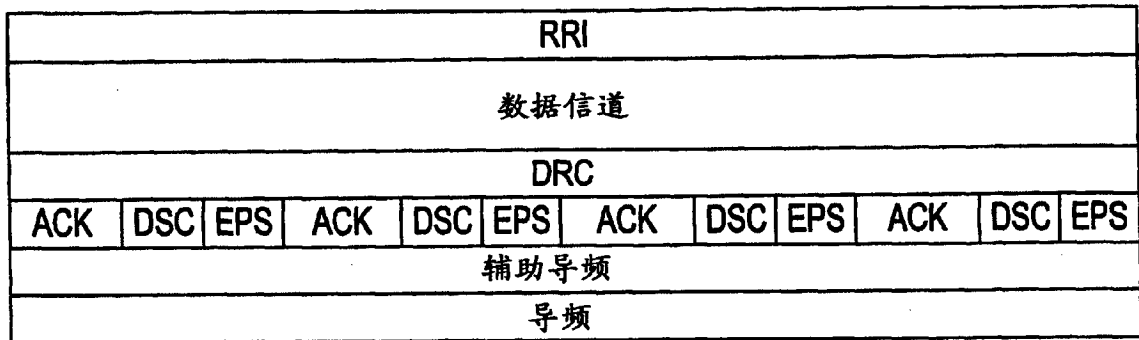 RRI
数据信道
DRC
ACK DSC EPS ACK DSC EPS ACK DSC EPS ACK DSC EPS
辅助导频
导频